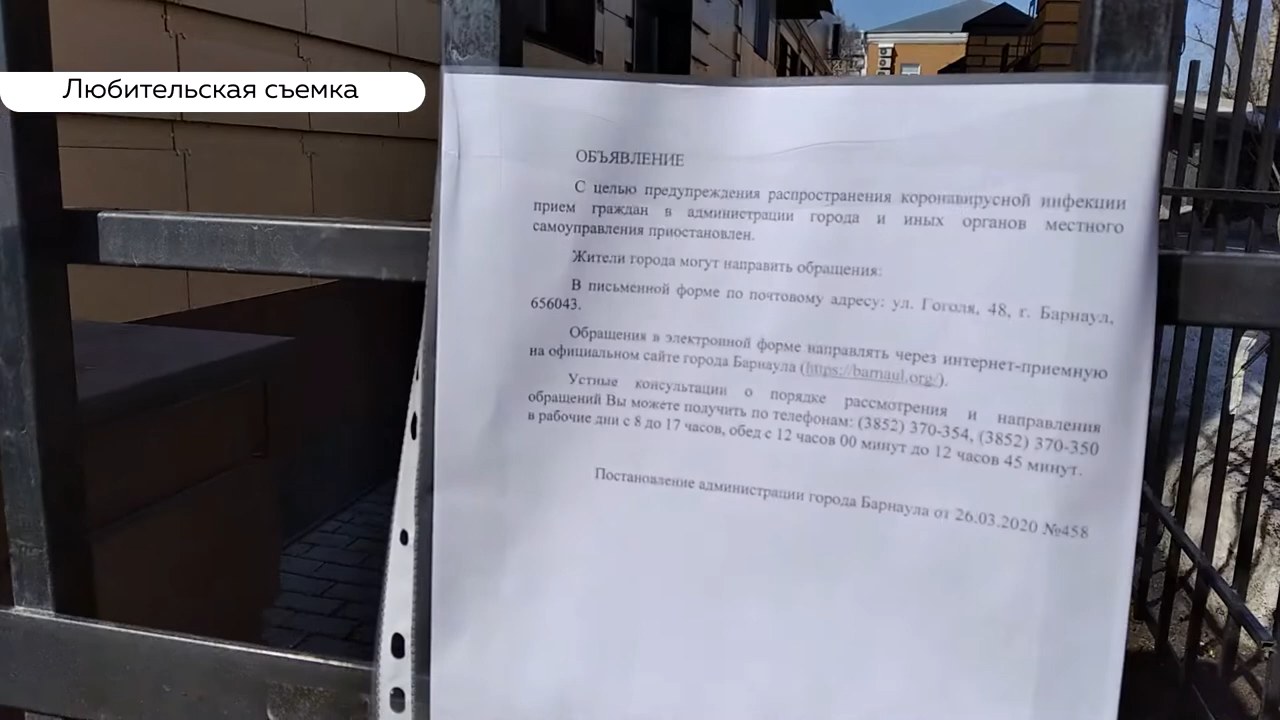 Любительская съемка
ОБЪЯВЛЕНИЕ
С целью предупреждения распространения коронавирусной инфекции
прием граждан в администрации города и иных органов местного
самоуправления приостановлен.
Жители города могут направить обращения:
В письменной форме по почтовому адресу: ул. Гоголя, 48, г. Барнаул,
656043.
Обращения в электронной форме направлять через интернет-приемную
на официальном сайте города Барнаула (https://barnaul.org/).
Устные консультации о порядке рассмотрения и направления
обращений Вы можете получить по телефонам: (3852) 370-354, (3852) 370-350
в рабочие дни с 8 до 17 часов, обед с 12 часов 00 минут до 12 часов 45 минут.
Постановление администрации города Барнаула от 26.03.2020 №458